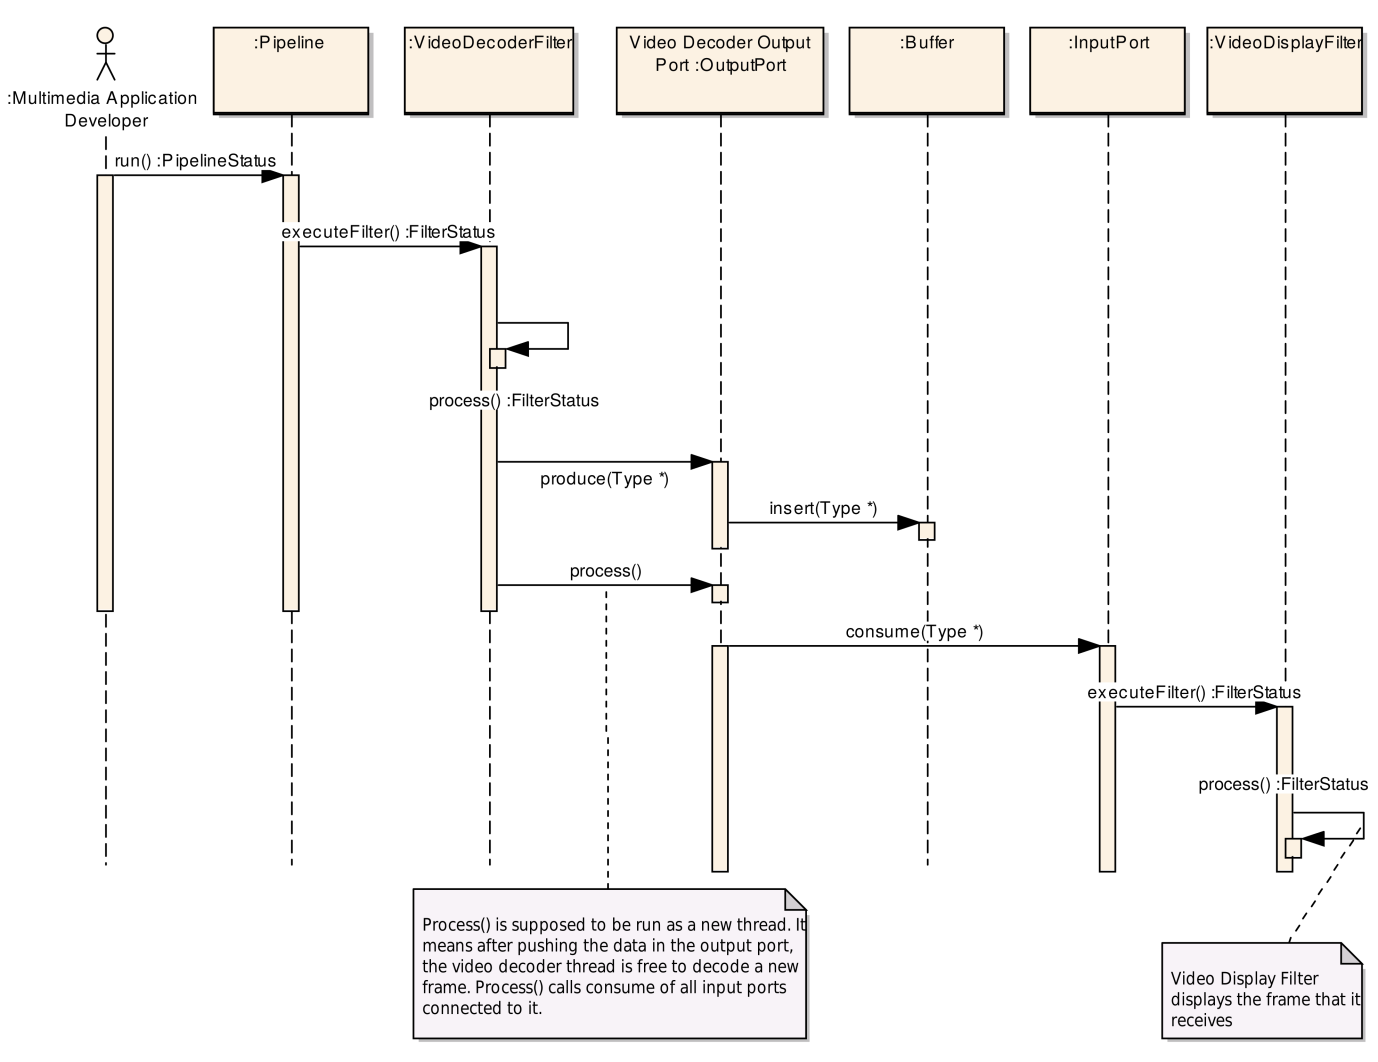 :Multimedia Application
Developer
:Pipeline
:VideoDecoderFilter
Video Decoder Output
Port :OutputPort
:Buffer
:InputPort
:VideoDisplayFilter
run() :PipelineStatus
executeFilter() :FilterStatus
process() :FilterStatus
produce(Type *)
insert(Type *)
process()
consume(Type *)
executeFilter() :FilterStatus
process() :FilterStatus
Process() is supposed to be run as a new thread. It
means after pushing the data in the output port,
the video decoder thread is free to decode a new
frame. Process() calls consume of all input ports
connected to it.
Video Display Filter
displays the frame that it
receives